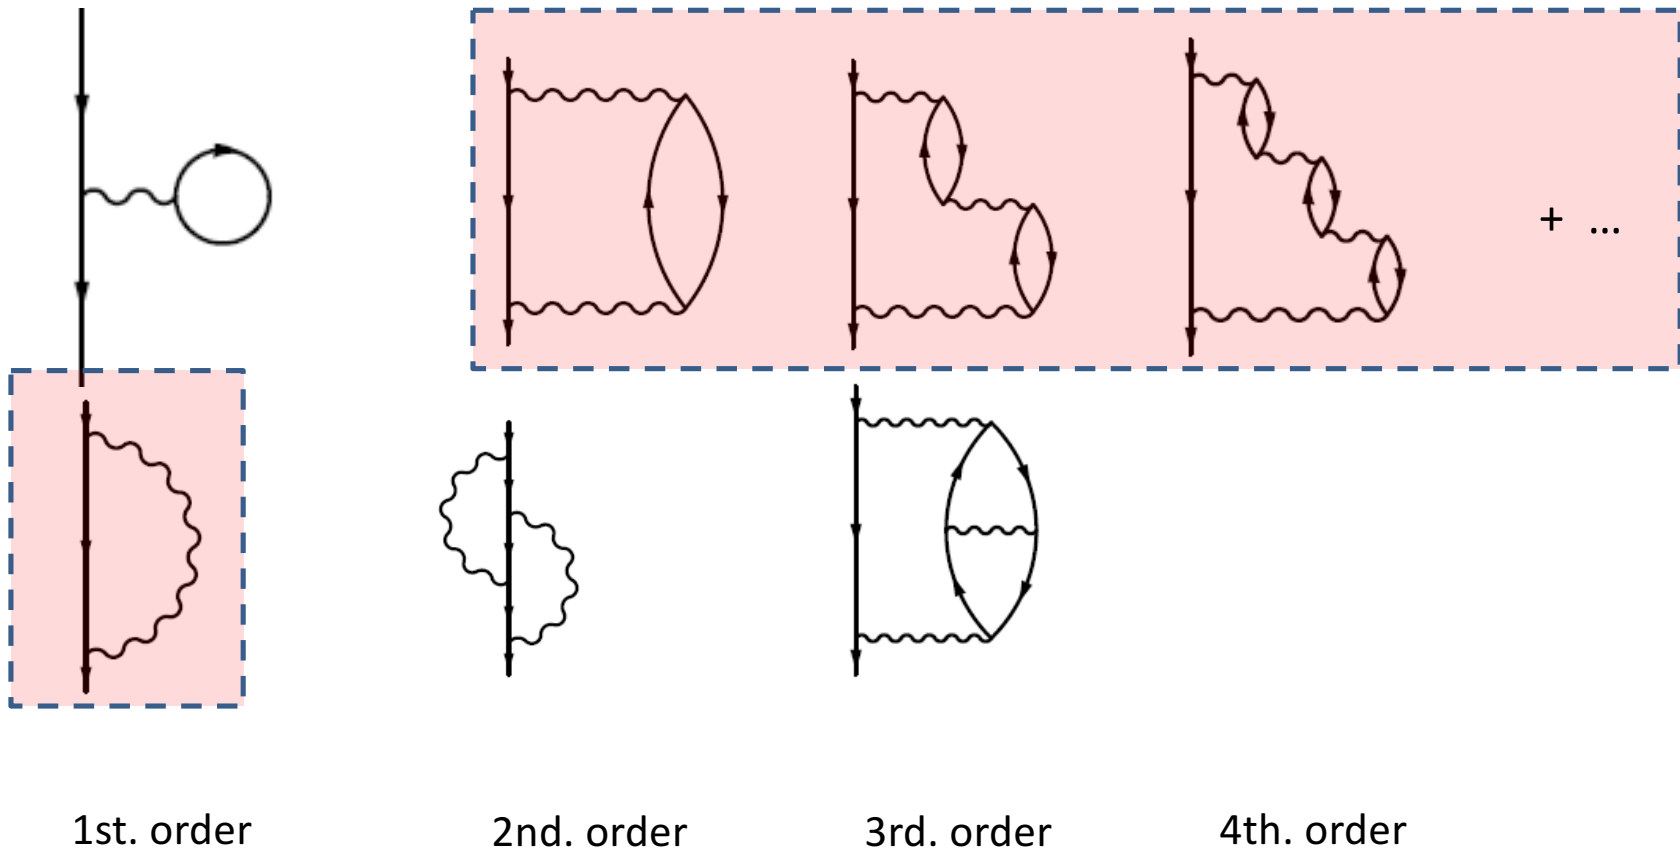 + ...
1st. order
2nd. order
3rd. order
4th. order